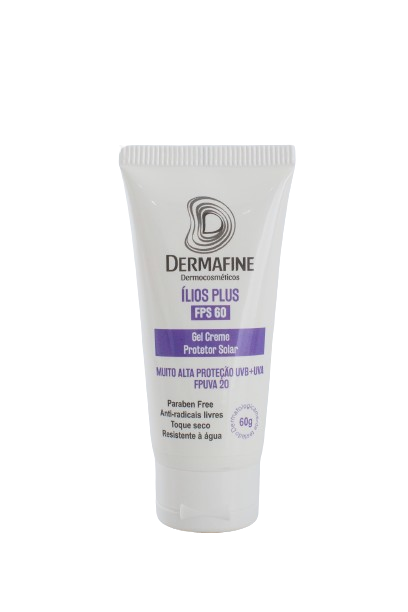 DERMAFINE
Dermocosméticos
ÍLIOS PLUS
FPS 60
Gel Creme
Protetor Solar
MUITO ALTA PROTEÇÃO UVB+UVA
FPUVA 20
Paraben Free
Anti-radicais livres
Toque seco
Resistente à água
Dermatologicamente
60g